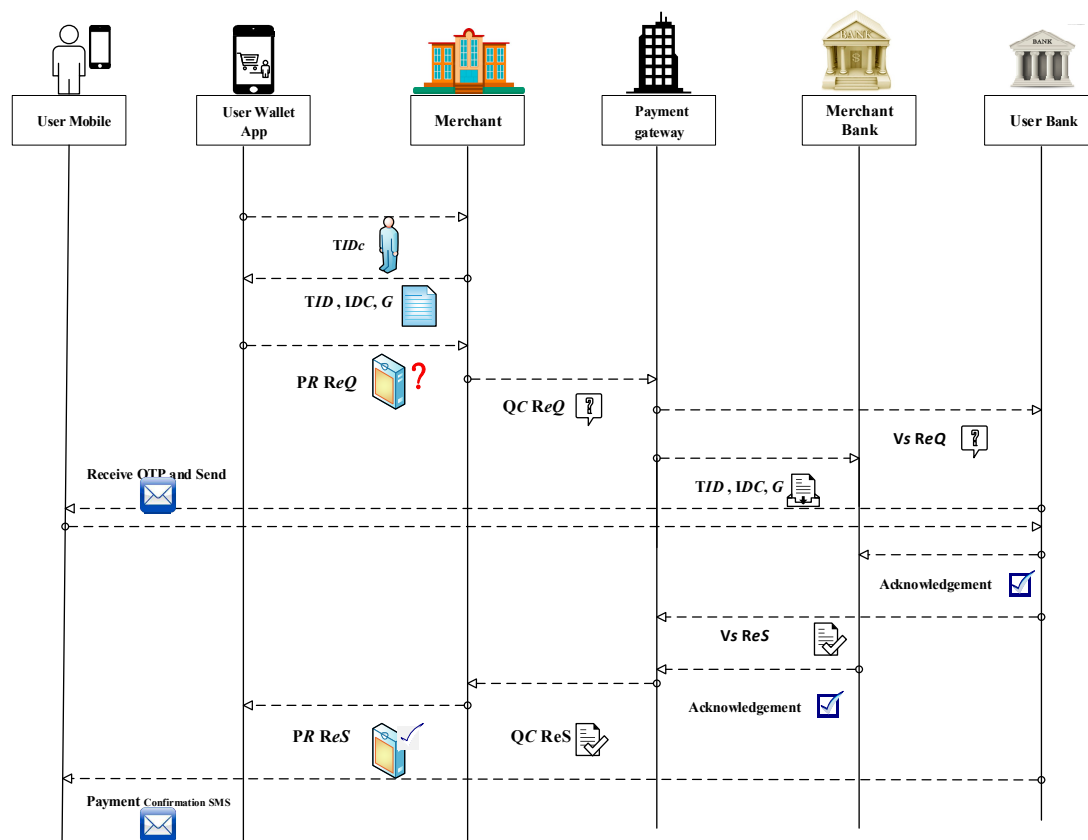 BANK
BANK
User Mobile
User Wallet
App
Merchant
Payment
gateway
Merchant
Bank
User Bank
TIDc
TID , IDC, G
PR ReQ
?
QC ReQ
?
Vs ReQ
?
Receive OTP and Send
TID , IDC, G
Acknowledgement
Vs ReS
Acknowledgement
PR ReS
QC ReS
Payment Confirmation SMS